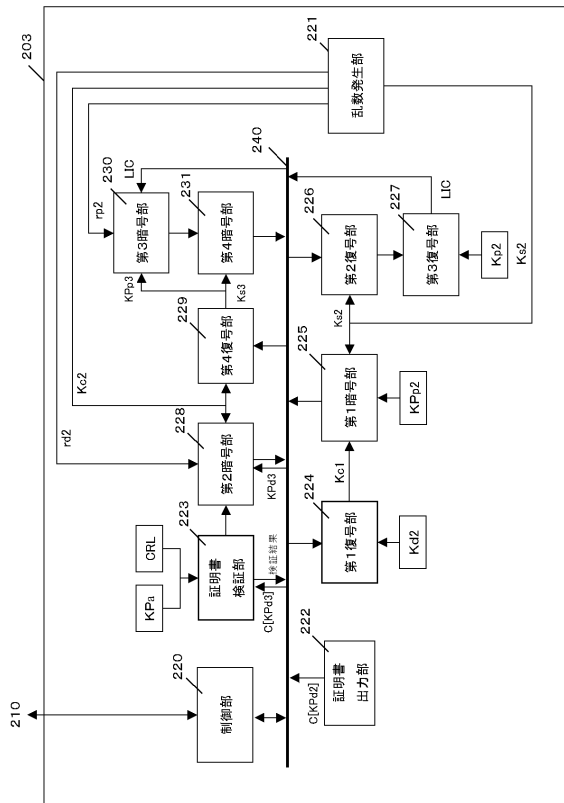 203
210
220
制御部
KPa
CRL
223
証明書
検証部
C[KPd3]
検証結果
228
第2暗号部
KPd3
rd2
Kc2
229
第4復号部
KPp3
Ks3
rp2
230
第3暗号部
LIC
231
第4暗号部
240
221
乱数発生部
222
証明書
出力部
C[KPd2]
224
第1復号部
Kd2
Kc1
225
第1暗号部
KPp2
Ks2
226
第2復号部
227
第3復号部
Kp2
LIC
Ks2